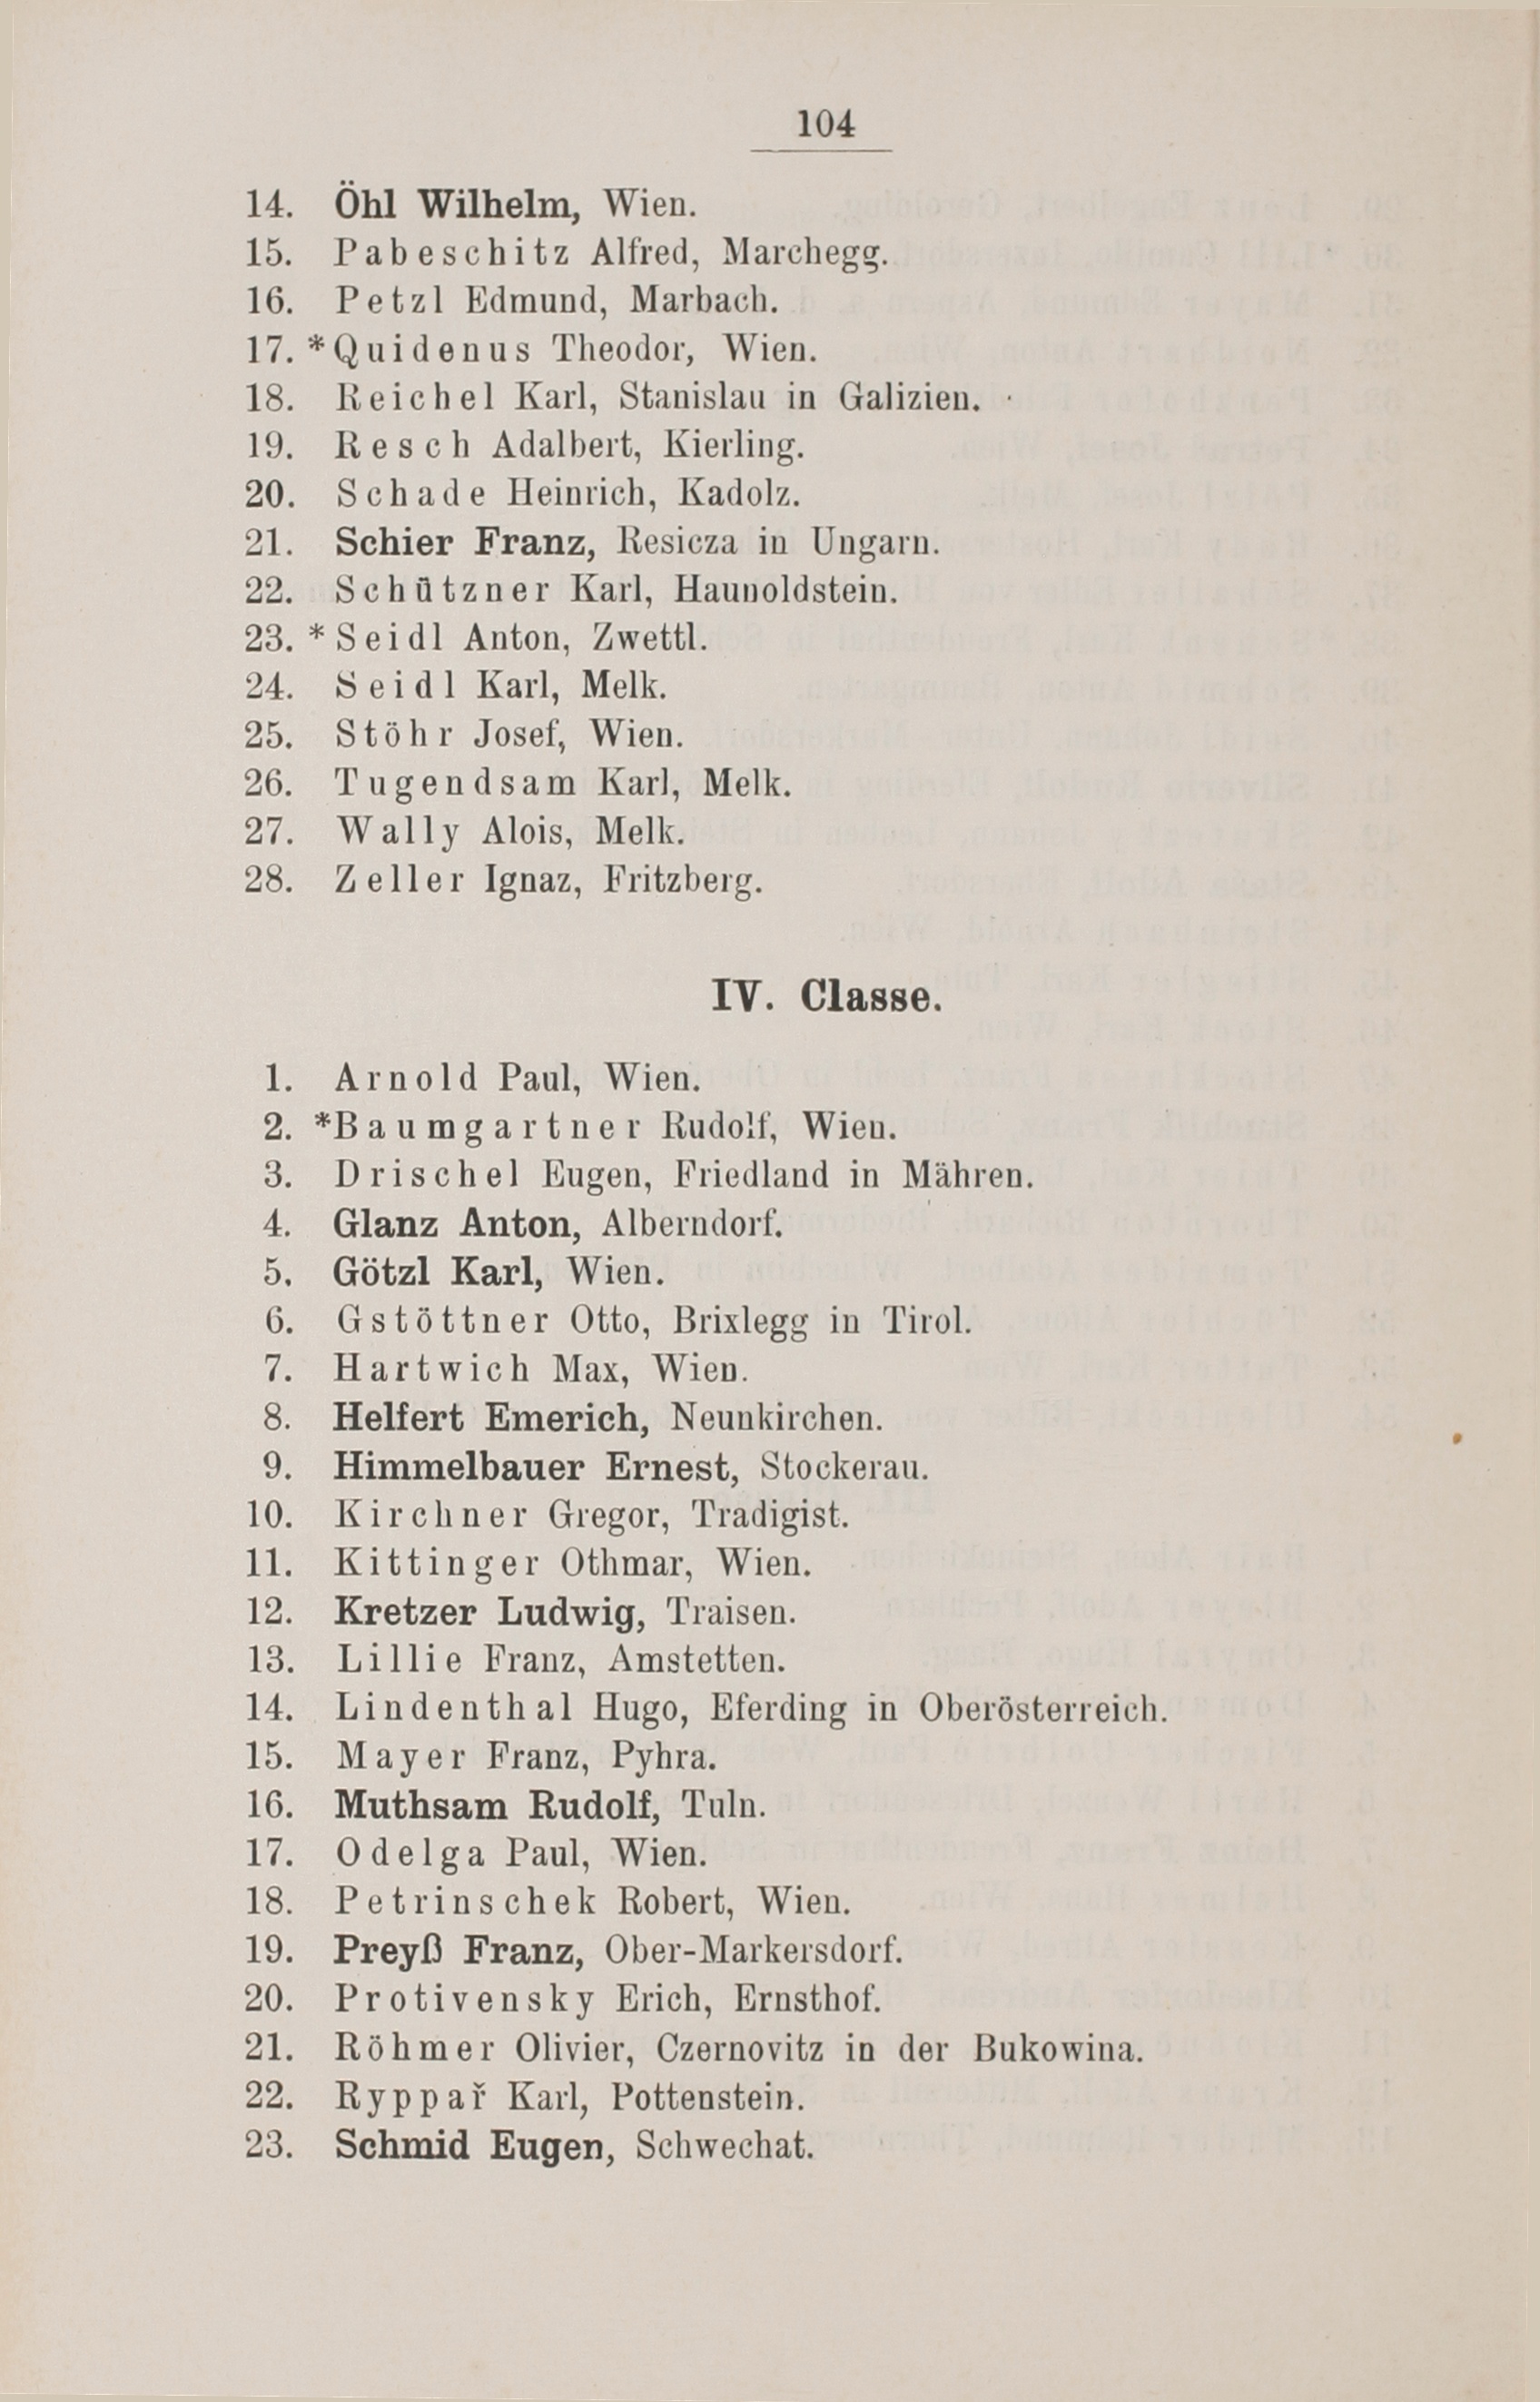 104
14. Öhl Wilhelm, Wien.
15. Pabeschitz Alfred, Marchegg.
16. Petzl Edmund, Marbach.
17. *Quidenus Theodor, Wien.
18. Reichel Karl, Stanislau in Galizien.
19. Resch Adalbert, Kierling.
20. Schade Heinrich, Kadolz.
21. Schier Franz, Resicza in Ungarn.
22. Schützner Karl, Haunoldstein.
23. *Seidl Anton, Zwettl.
24. Seidl Karl, Melk.
25. Stöhr Josef, Wien.
26. Tugendsam Karl, Melk.
27. Wally Alois, Melk.
28. Zeller Ignaz, Fritzberg.
IV. Classe.
1. Arnold Paul, Wien.
2. *Baumgartner Rudolf, Wien.
3. Drischel Eugen, Friedland in Mähren.
4. Glanz Anton, Alberndorf.
5. Götzl Karl, Wien.
6. Gstöttner Otto, Brixlegg in Tirol.
7. Hartwich Max, Wien.
8. Helfert Emerich, Neunkirchen.
9. Himmelbauer Ernest, Stockerau.
10. Kirchner Gregor, Tradigist.
11. Kittinger Othmar, Wien.
12. Kretzer Ludwig, Traisen.
13. Lillie Franz, Amstetten.
14. Lindenthal Hugo, Eferding in Oberösterreich.
15. Mayer Franz, Pyhra.
16. Muthsam Rudolf, Tuln.
17. Odelga Paul, Wien.
18. Petrinschek Robert, Wien.
19. Preyß Franz, Ober-Markersdorf.
20. Protivensky Erich, Ernsthof.
21. Röhmer Olivier, Czernovitz in der Bukowina.
22. Ryppař Karl, Pottenstein.
23. Schmid Eugen, Schwechat.